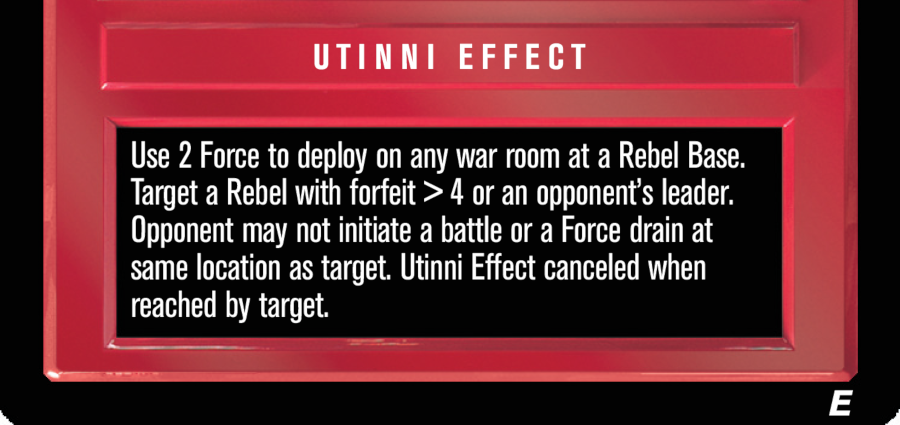 UTINNI EFFECT
Use 2 Force to deploy on any war room at a Rebel Base.
Target a Rebel with forfeit > 4 or an opponent's leader.
Opponent may not initiate a battle or a Force drain at
same location as target. Utinni Effect canceled when
reached by target.
E